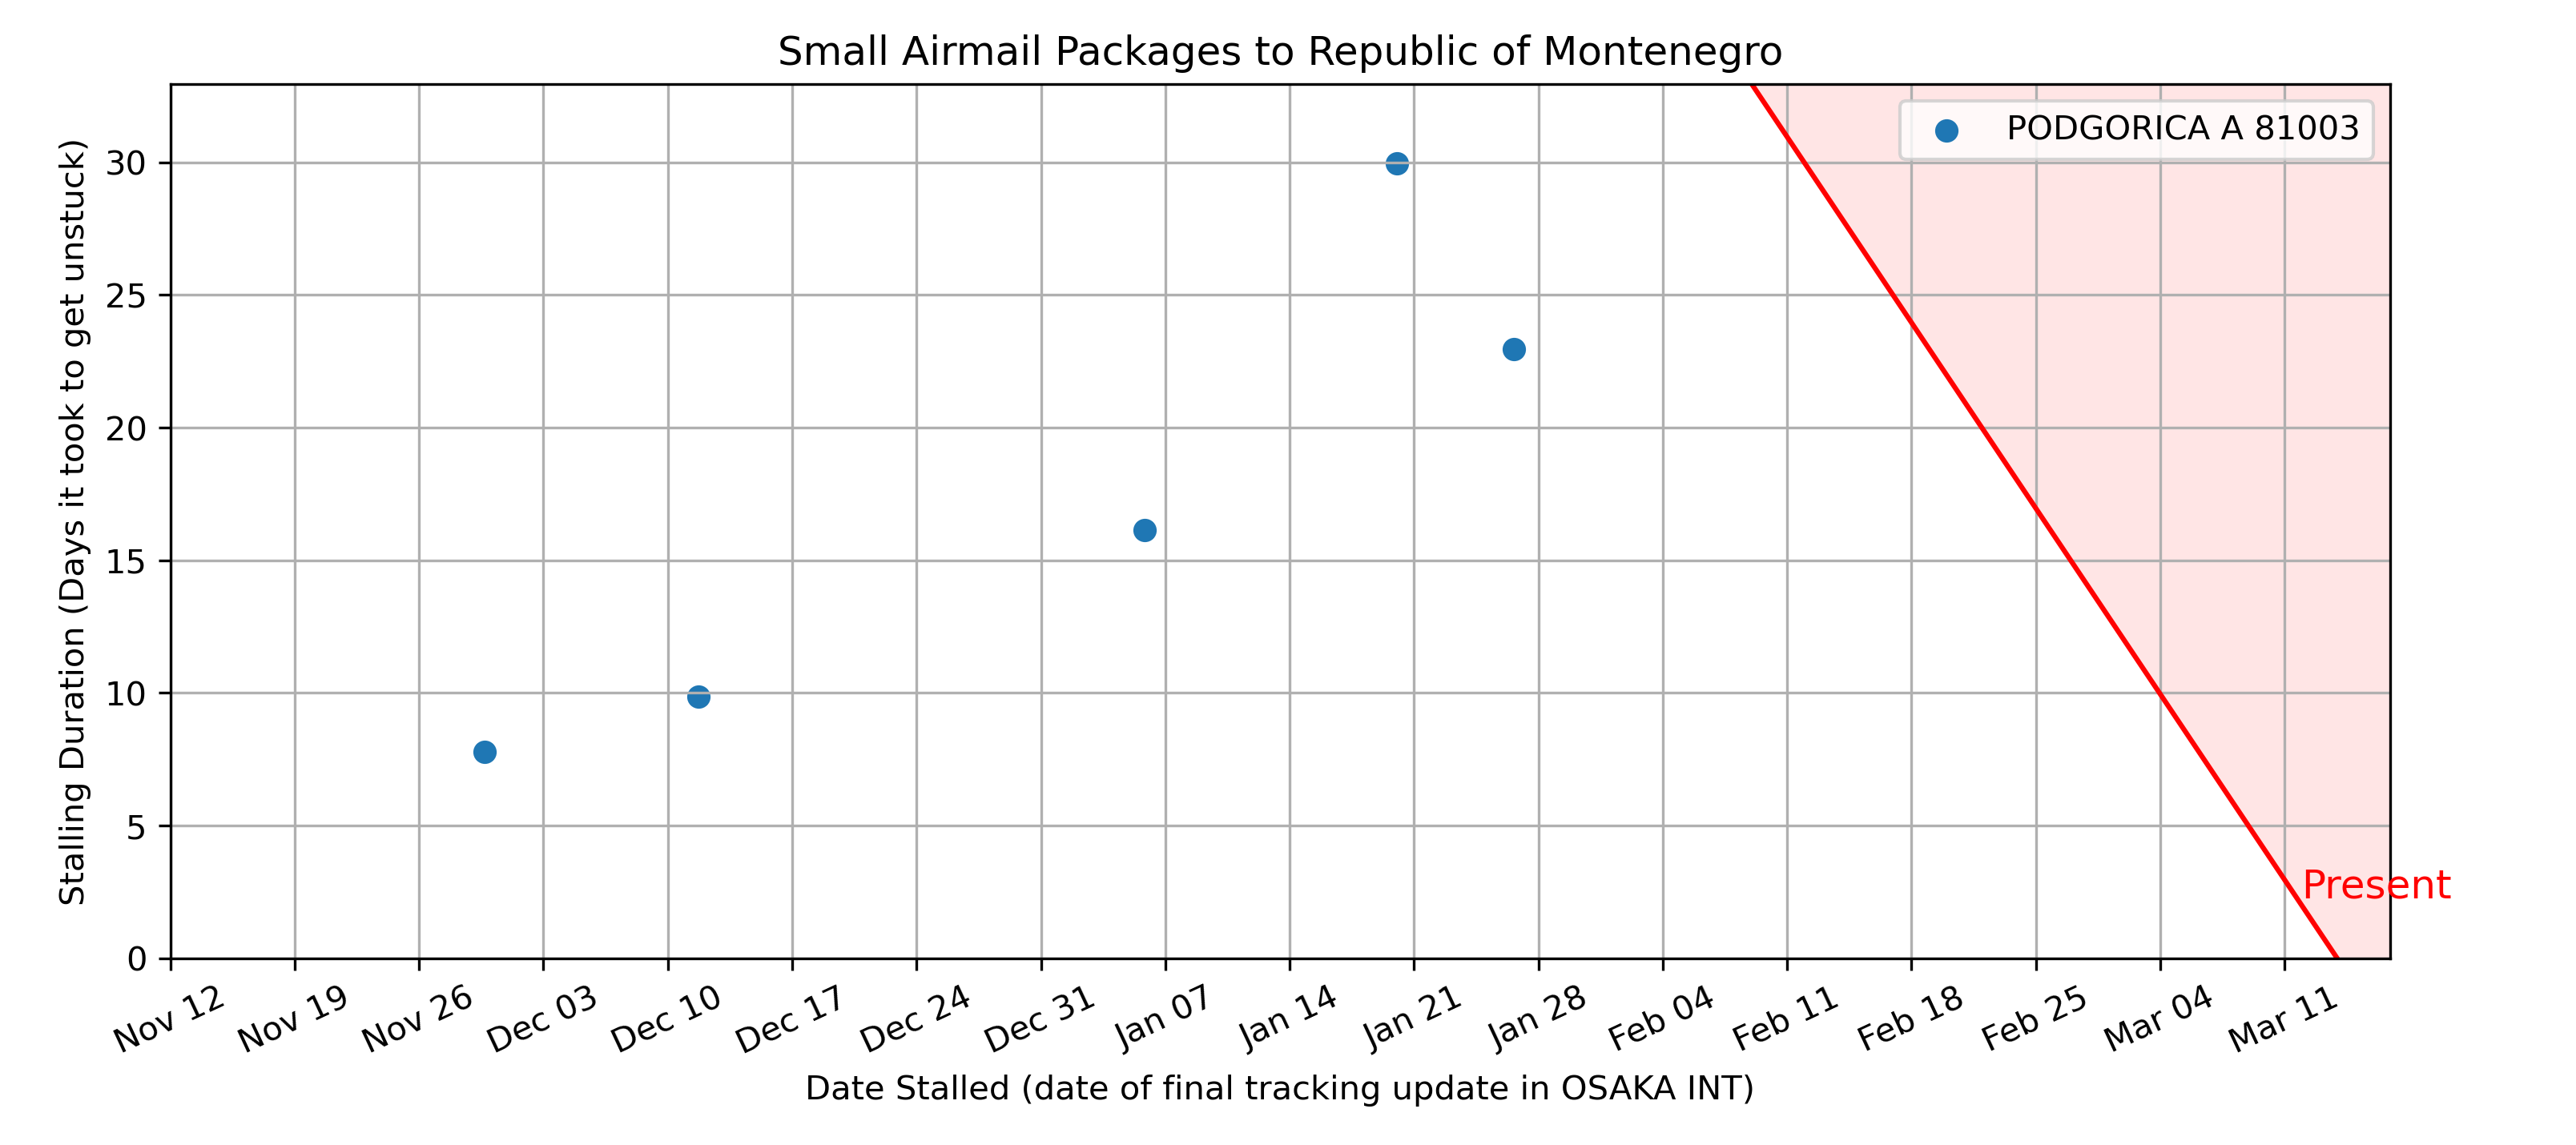 Small Airmail Packages to Republic of Montenegro
PODGORICA A 81003
Stalling Duration (Days it took to get unstuck)
30
25
20
15
10
5
0
Present
Nov 12
Nov 19
Nov 26
Dec 03
Dec 10
Dec 17
Dec 24
Dec 31
Jan 07
Jan 14
Jan 21
Jan 28
Feb 04
Feb 11
Feb 18
Feb 25
Mar 04
Mar 11
Date Stalled (date of final tracking update in OSAKA INT)